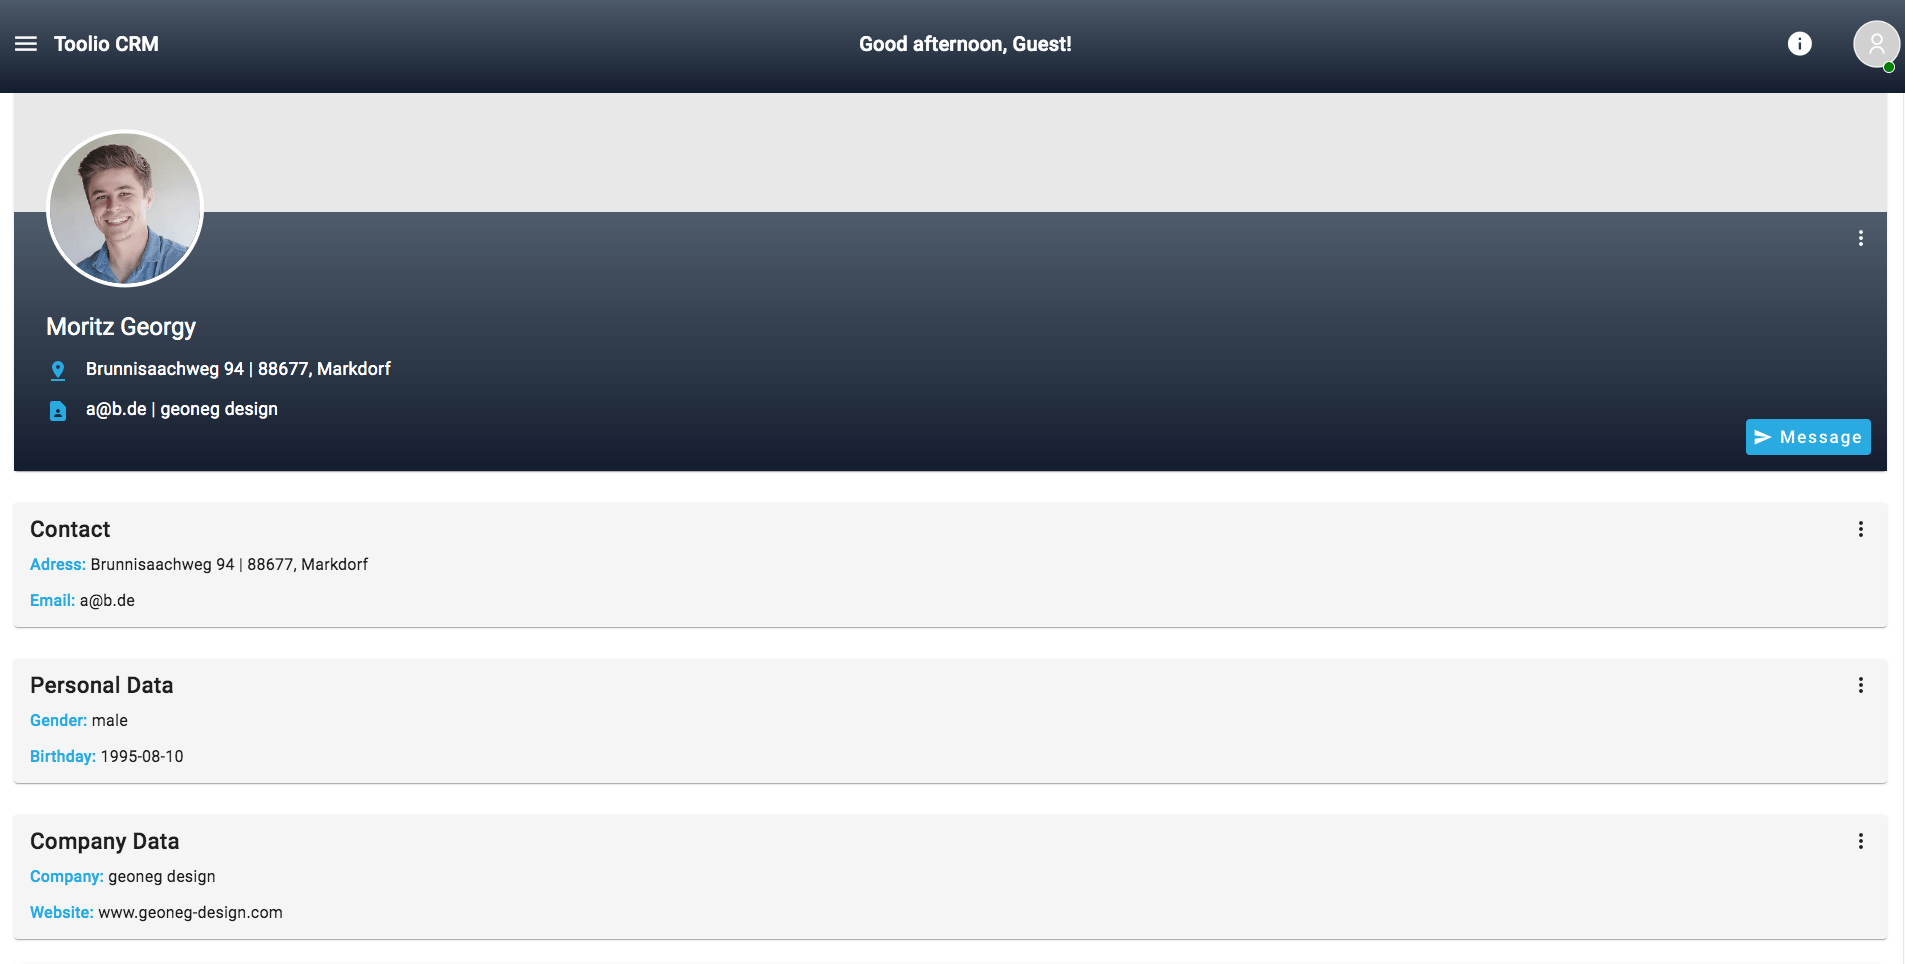 Toolio CRM
Good afternoon, Guest!
Moritz Georgy
Brunnisaachweg 94 | 88677, Markdorf
a@b.de | geoneg design
Message
Contact
Adress: Brunnisaachweg 94 | 88677, Markdorf
Email: a@b.de
Personal Data
Gender: male
Birthday: 1995-08-10
Company Data
Company: geoneg design
Website: www.geoneg-design.com